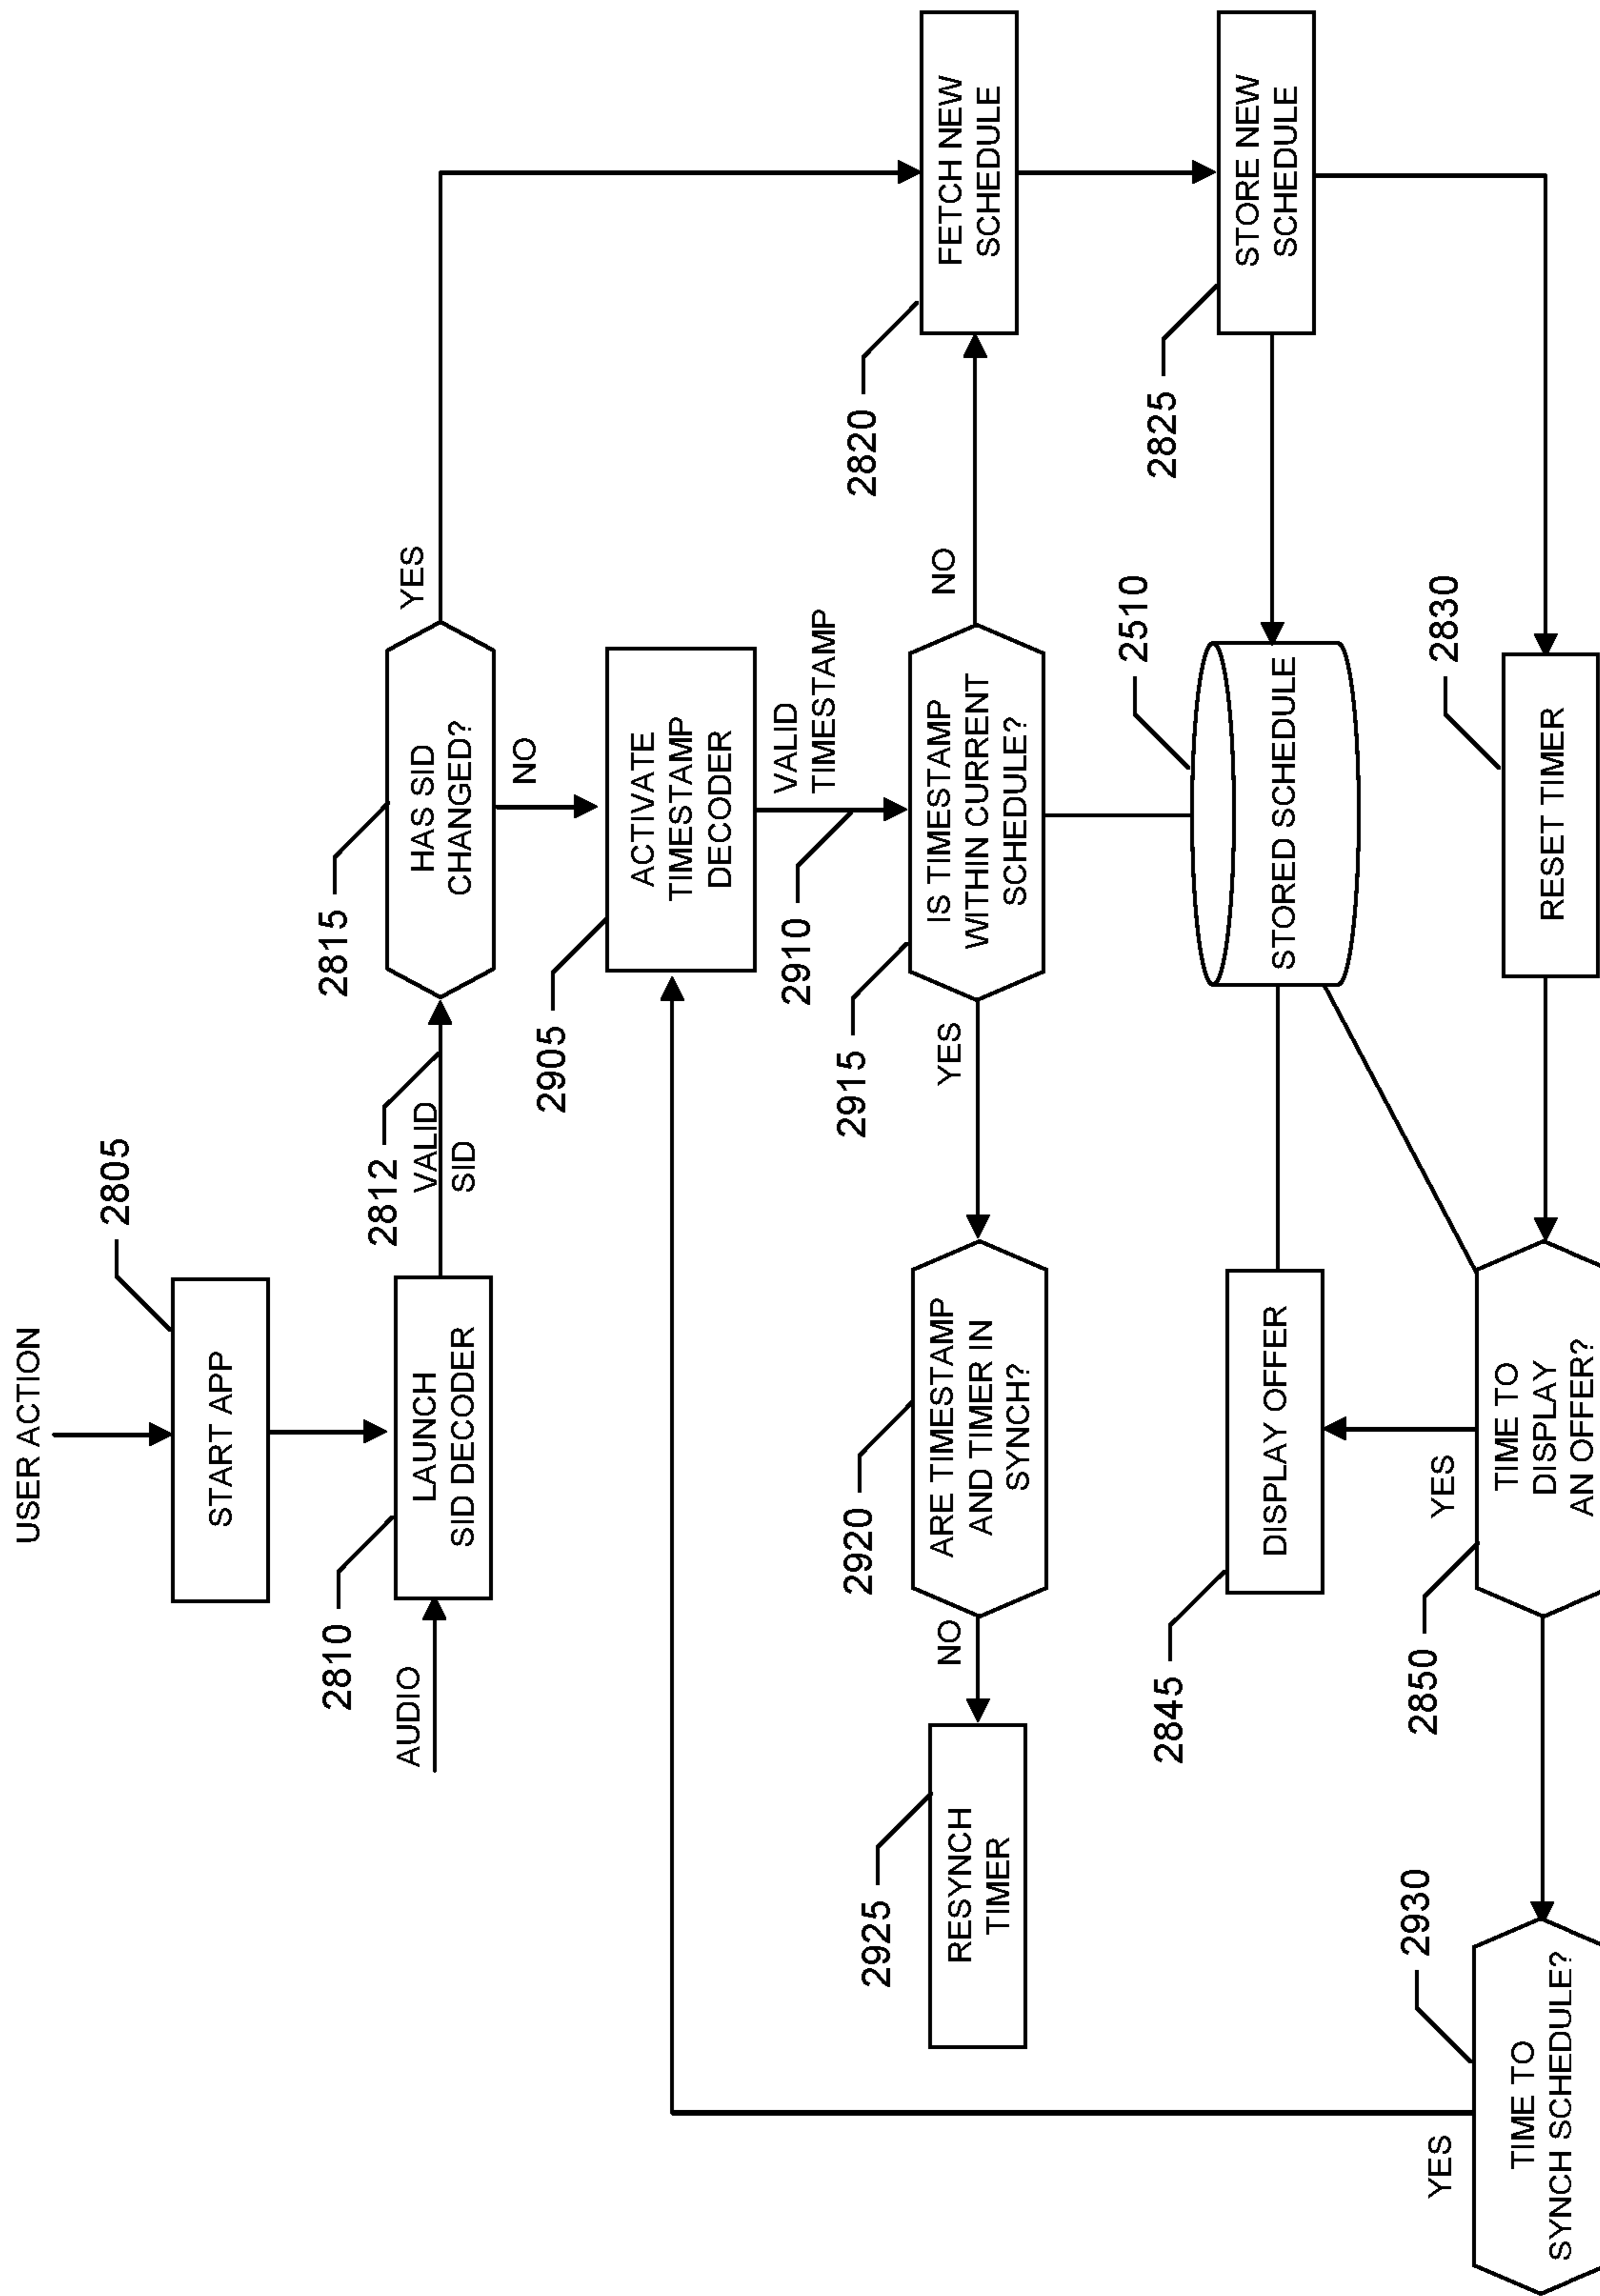 USER ACTION
2805
START APP
AUDIO
2810
LAUNCH
SID DECODER
2812
VALID
SID
2815
HAS SID
CHANGED?
YES
NO
2905
ACTIVATE
TIMESTAMP
DECODER
2910
VALID
TIMESTAMP
2915
IS TIMESTAMP
WITHIN CURRENT
SCHEDULE?
NO
YES
2820
FETCH NEW
SCHEDULE
2825
STORE NEW
SCHEDULE
2920
ARE TIMESTAMP
AND TIMER IN
SYNCH?
NO
2925
RESYNCH
TIMER
2510
STORED SCHEDULE
2845
DISPLAY OFFER
2830
RESET TIMER
2850
YES
TIME TO
DISPLAY
AN OFFER?
2930
YES
TIME TO
SYNCH SCHEDULE?